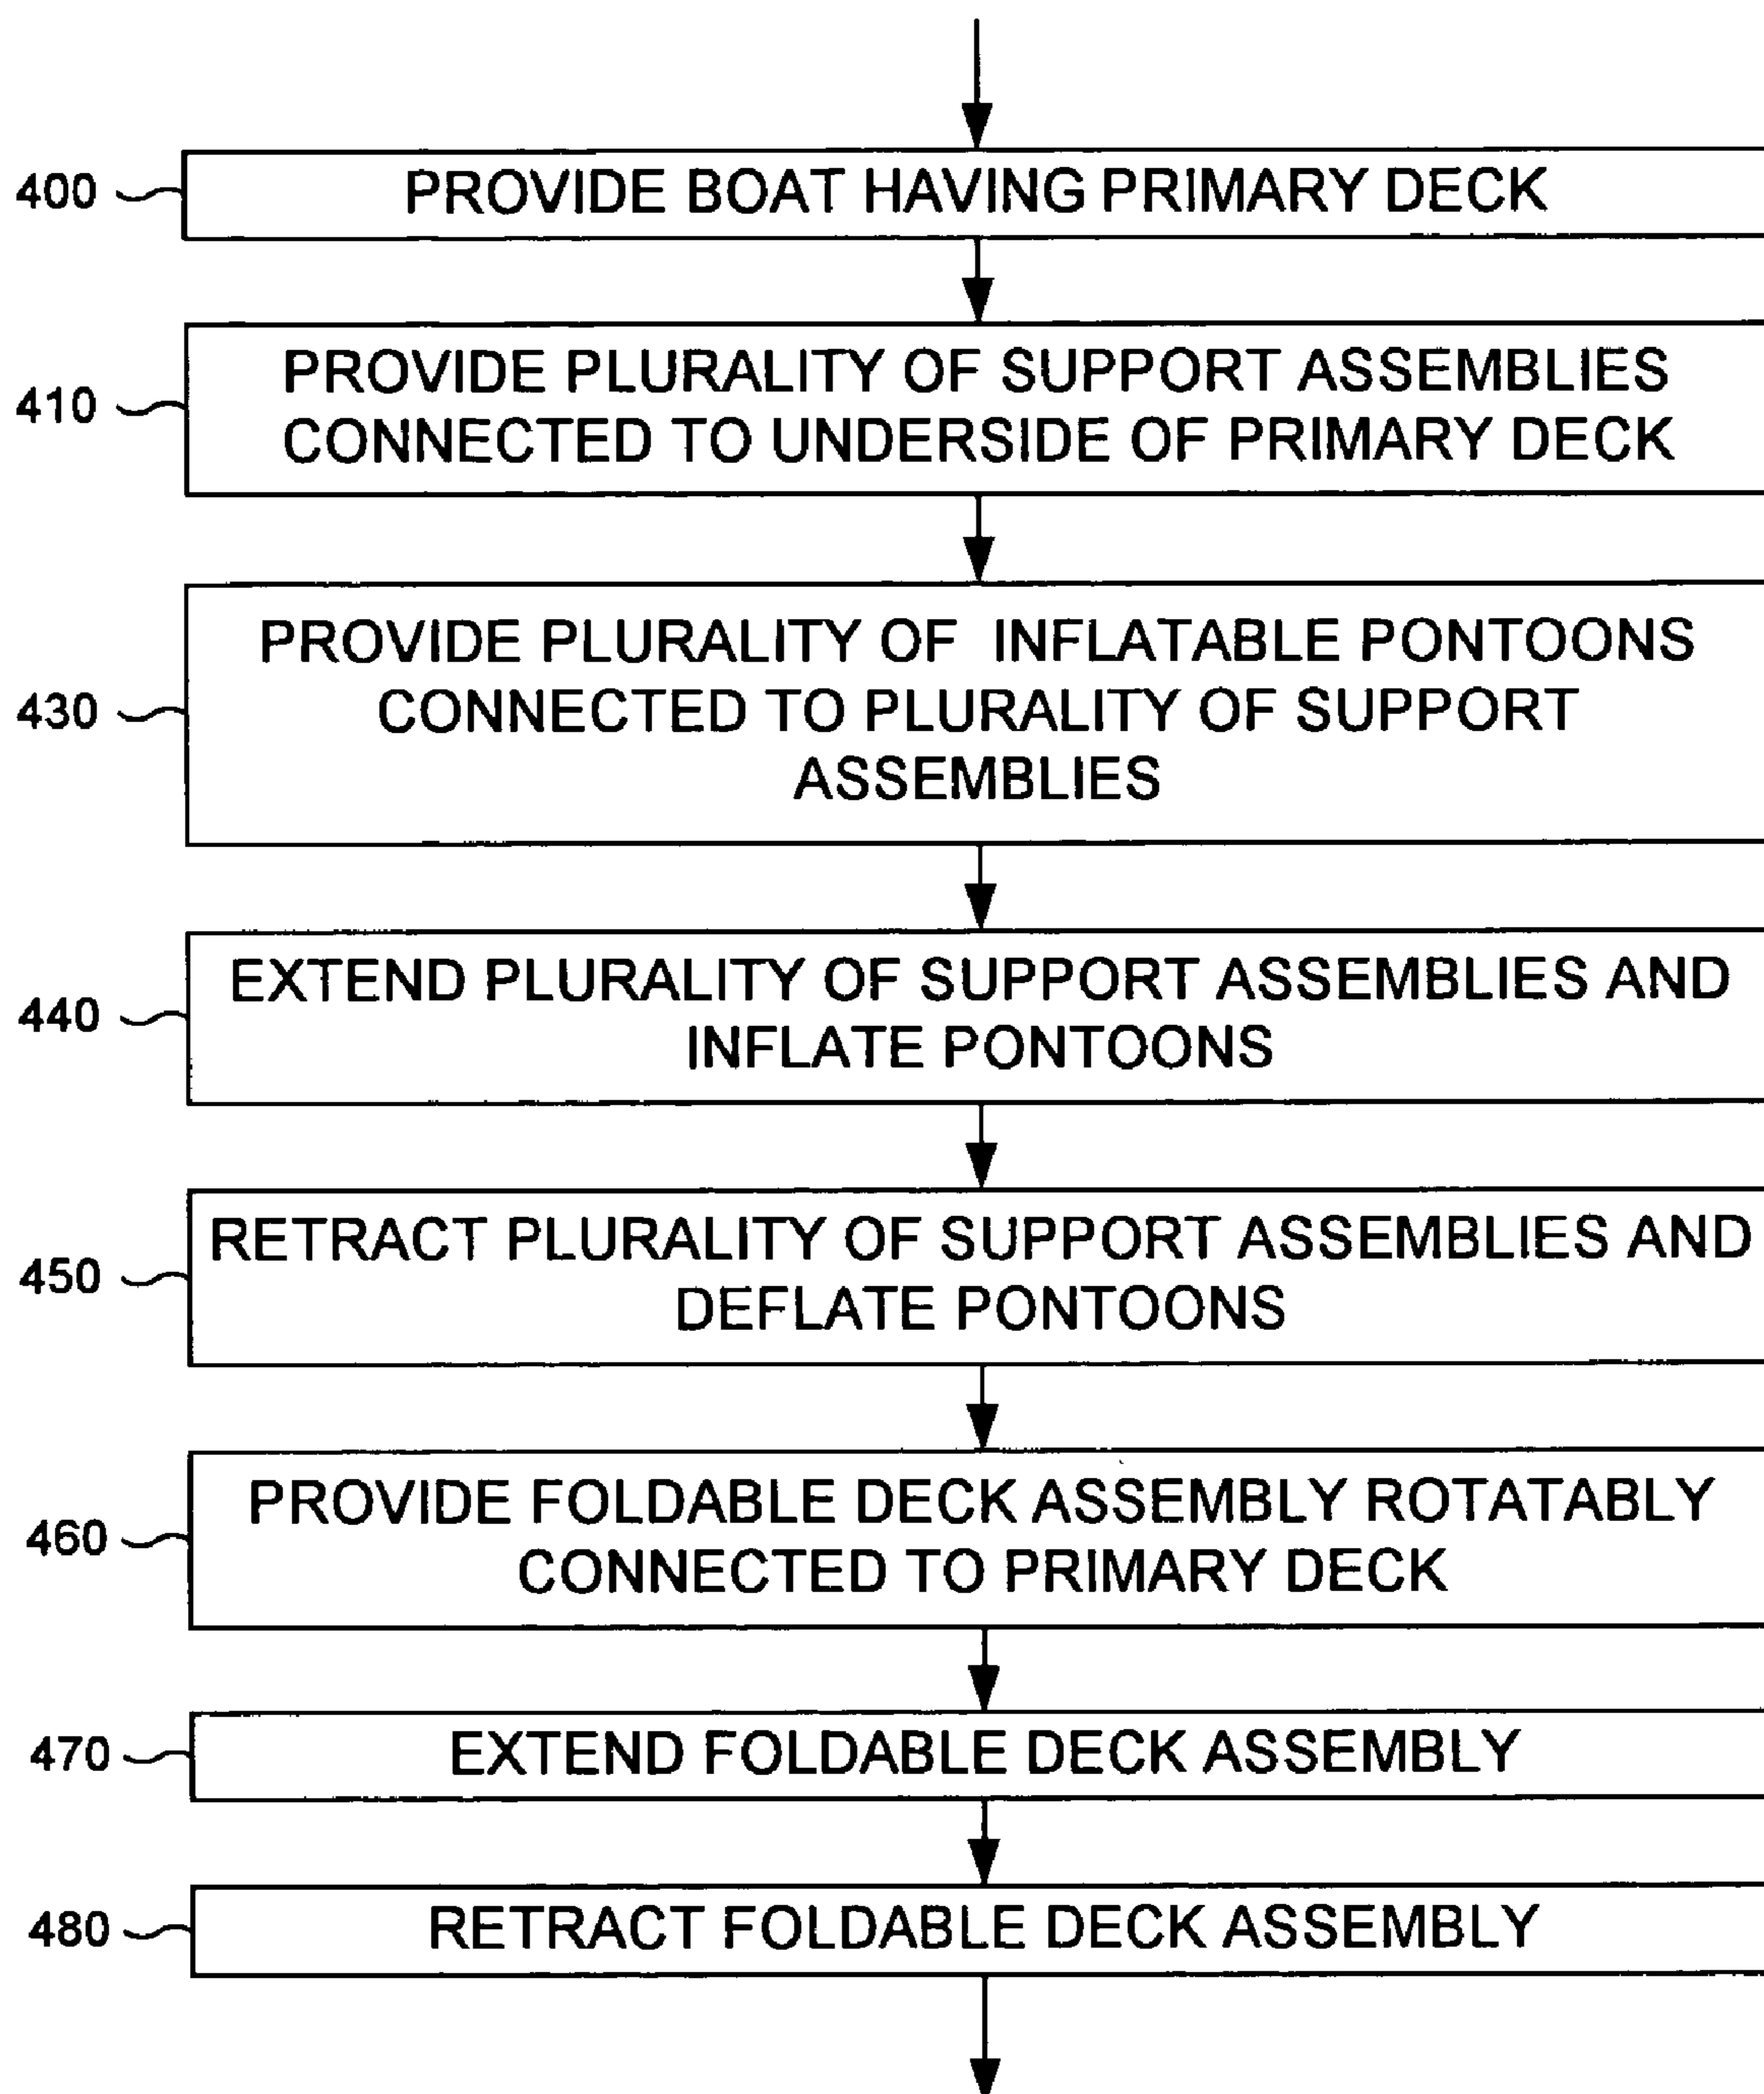 400 PROVIDE BOAT HAVING PRIMARY DECK
410 PROVIDE PLURALITY OF SUPPORT ASSEMBLIES
CONNECTED TO UNDERSIDE OF PRIMARY DECK
430 PROVIDE PLURALITY OF INFLATABLE PONTOONS
CONNECTED TO PLURALITY OF SUPPORT
ASSEMBLIES
440 EXTEND PLURALITY OF SUPPORT ASSEMBLIES AND
INFLATE PONTOONS
450 RETRACT PLURALITY OF SUPPORT ASSEMBLIES AND
DEFLATE PONTOONS
460 PROVIDE FOLDABLE DECK ASSEMBLY ROTATABLY
CONNECTED TO PRIMARY DECK
470 EXTEND FOLDABLE DECK ASSEMBLY
480 RETRACT FOLDABLE DECK ASSEMBLY